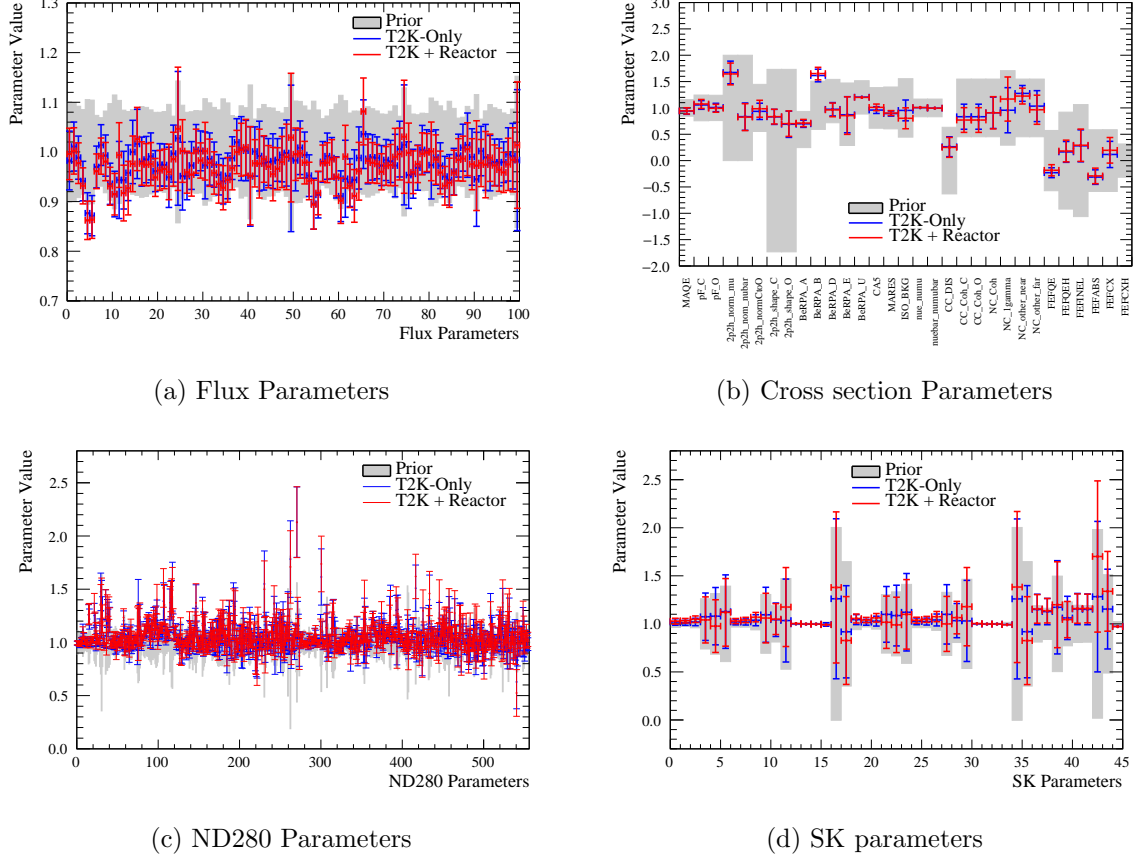 Parameter Value
1.3
1.2
1.1
1.0
0.9
0.8
0.7
Prior
T2K-Only
T2K + Reactor
0 10 20 30 40 50 60 70 80 90 100
Flux Parameters
(a) Flux Parameters
Parameter Value
3.0
2.5
2.0
1.5
1.0
0.5
0.0
−0.5
−1.0
−1.5
−2.0
Prior
T2K-Only
T2K + Reactor
MAQE
pF_C
pF_O
2p2h_norm_nu
2p2h_norm_nubar
2p2h_normCtoO
2p2h_shape_C
2p2h_shape_O
BeRPA_A
BeRPA_B
BeRPA_D
BeRPA_E
BeRPA_U
CA5
MARES
ISO_BKG
nue_numu
nuebar_numubar
CC_DIS
CC_Coh_C
CC_Coh_O
NC_Coh
NC_1gamma
NC_other_near
NC_other_far
FEFQE
FEFQEH
FEFINEL
FEFABS
FEFCX
FEFCXH
(b) Cross section Parameters
Parameter Value
2.5
2.0
1.5
1.0
0.5
0.0
Prior
T2K-Only
T2K + Reactor
0 100 200 300 400 500
ND280 Parameters
(c) ND280 Parameters
Parameter Value
2.5
2.0
1.5
1.0
0.5
0.0
Prior
T2K-Only
T2K + Reactor
0 5 10 15 20 25 30 35 40 45
SK Parameters
(d) SK parameters